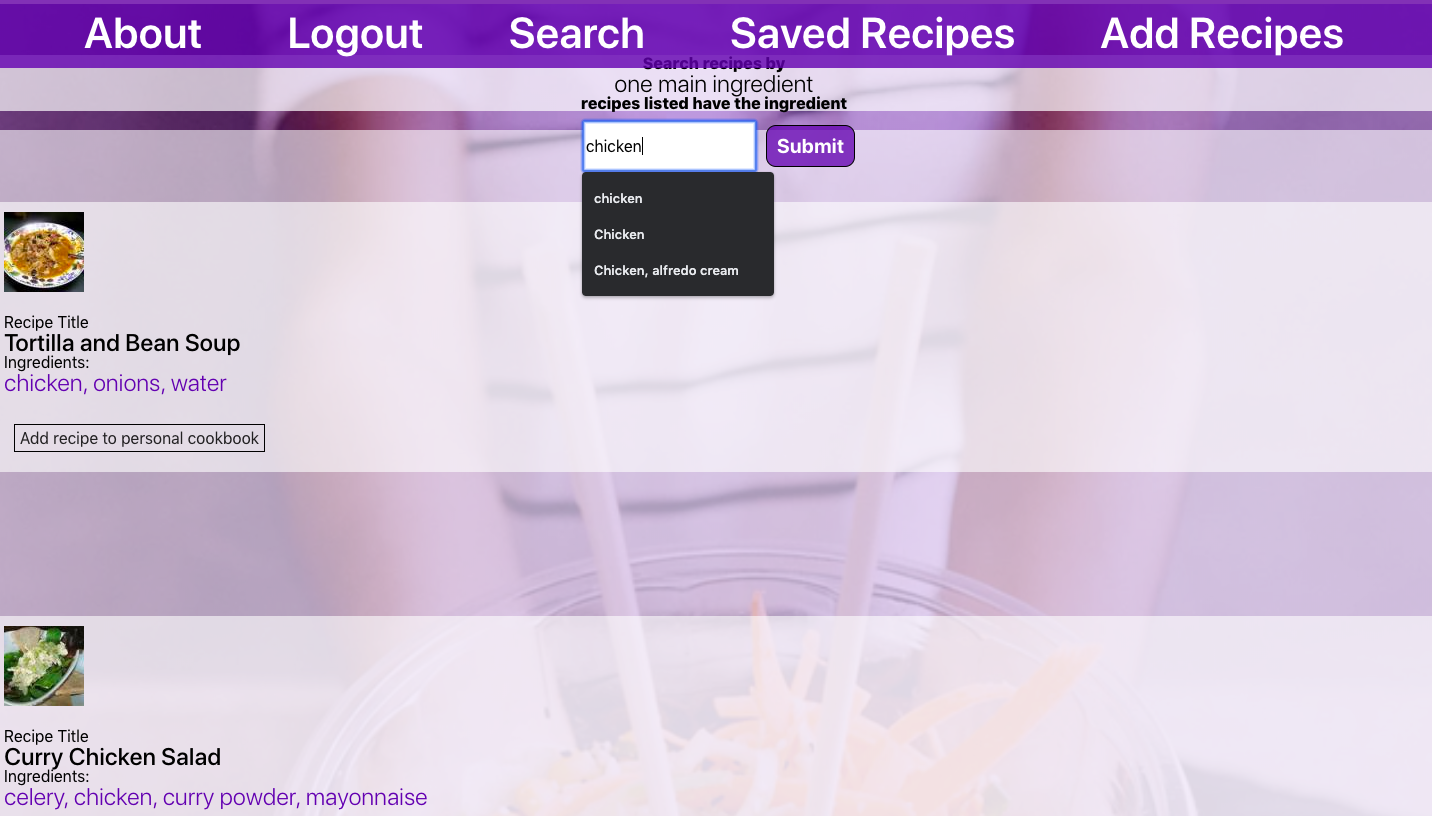 About Logout Search Saved Recipes Add Recipes
Search recipes by
one main ingredient
recipes listed have the ingredient
chicken Submit
chicken
Chicken
Chicken, alfredo cream
Recipe Title
Tortilla and Bean Soup
Ingredients:
chicken, onions, water
Add recipe to personal cookbook
Recipe Title
Curry Chicken Salad
Ingredients:
celery, chicken, curry powder, mayonnaise